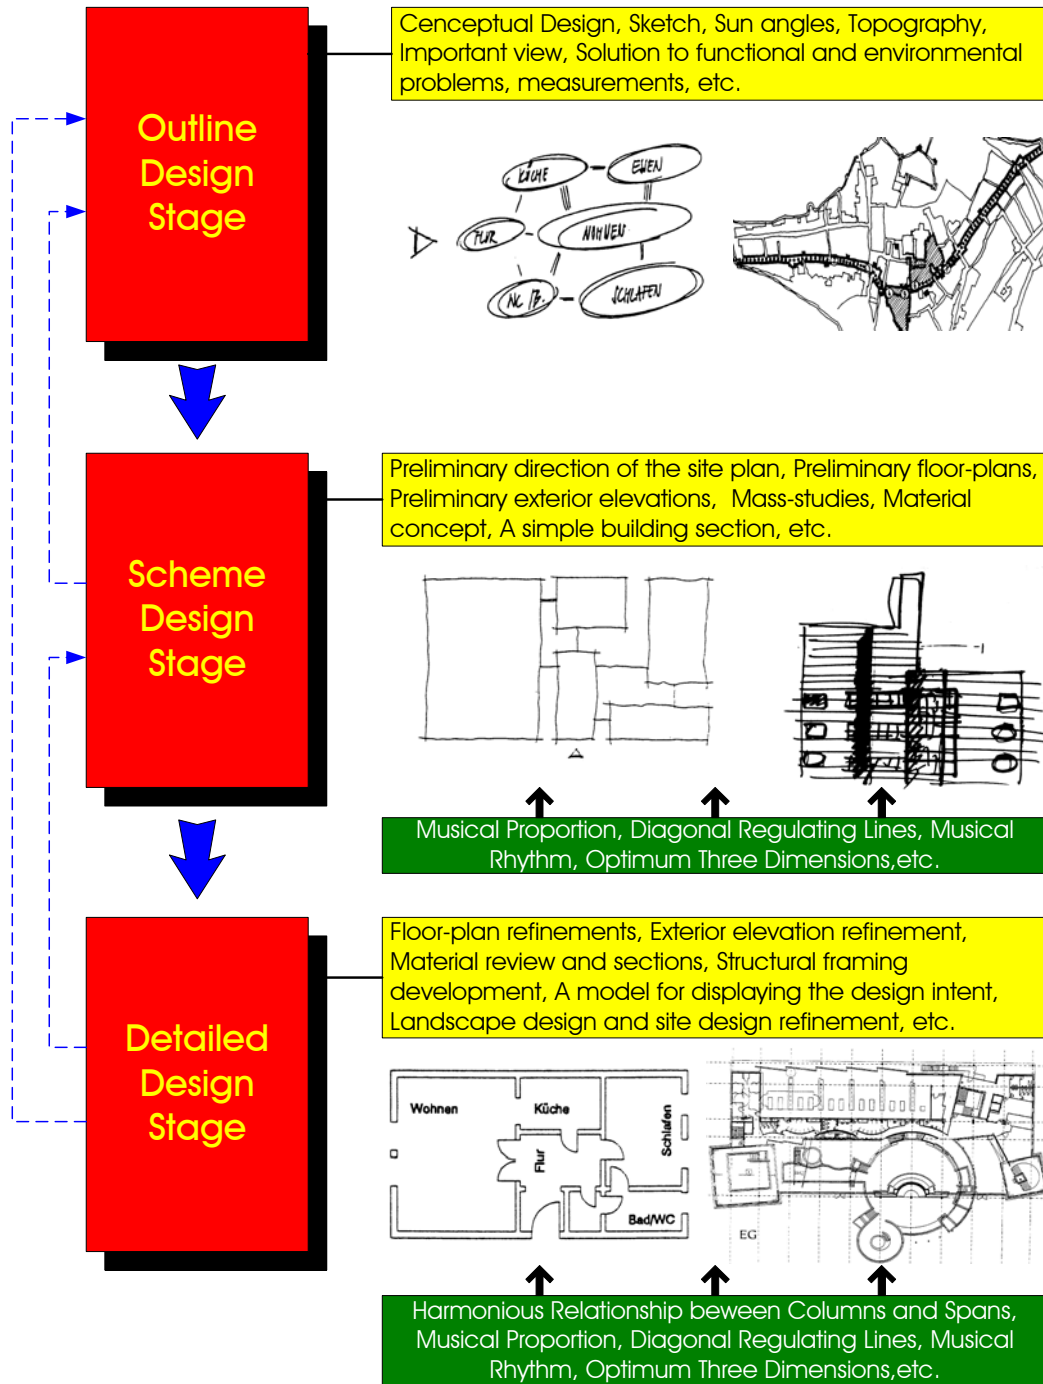 Cenceptual Design, Sketch, Sun angles, Topography,
Important view, Solution to functional and environmental
problems, measurements, etc.
Outline
Design
Stage
KÜCHE
FLUR
SCHLAFEN
Preliminary direction of the site plan, Preliminary floor-plans,
Preliminary exterior elevations, Mass-studies, Material
concept, A simple building section, etc.
Scheme
Design
Stage
Musical Proportion, Diagonal Regulating Lines, Musical
Rhythm, Optimum Three Dimensions,etc.
Floor-plan refinements, Exterior elevation refinement,
Material review and sections, Structural framing
development, A model for displaying the design intent,
Landscape design and site design refinement, etc.
Detailed
Design
Stage
Wohnen
Küche
Schlafen
Flur
Bad/WC
EG
Harmonious Relationship beween Columns and Spans,
Musical Proportion, Diagonal Regulating Lines, Musical
Rhythm, Optimum Three Dimensions,etc.